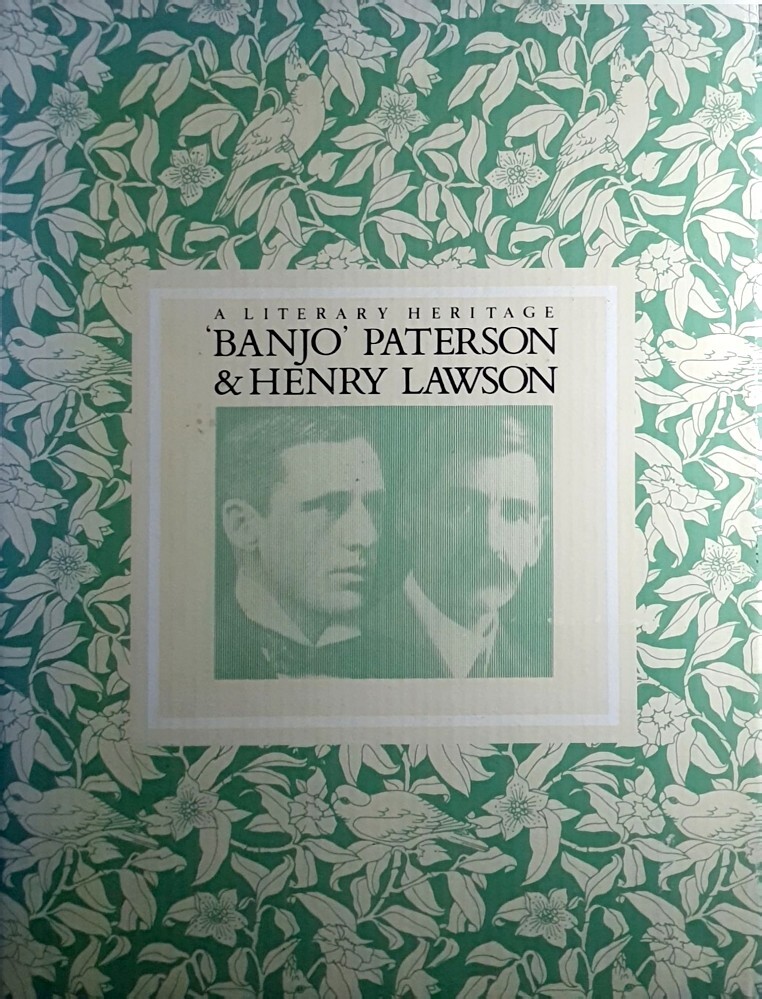 A LITERARY HERITAGE
‘BANJO’ PATERSON
& HENRY LAWSON